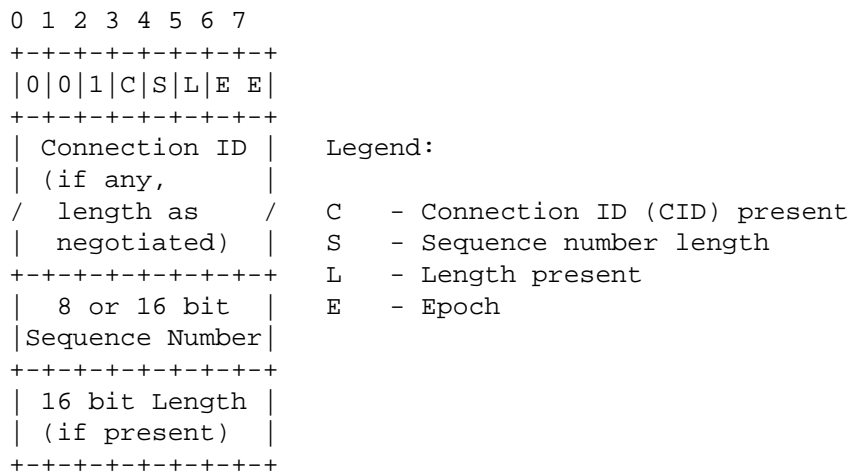 0 1 2 3 4 5 6 7
+-+-+-+-+-+-+-+-+
|0|0|1|C|S|L|E E|
+-+-+-+-+-+-+-+-+
| Connection ID |   Legend:
| (if any,      |
/  length as    /   C   - Connection ID (CID) present
|  negotiated)  |   S   - Sequence number length
+-+-+-+-+-+-+-+-+   L   - Length present
|  8 or 16 bit  |   E   - Epoch
|Sequence Number|
+-+-+-+-+-+-+-+-+
| 16 bit Length |
| (if present)  |
+-+-+-+-+-+-+-+-+